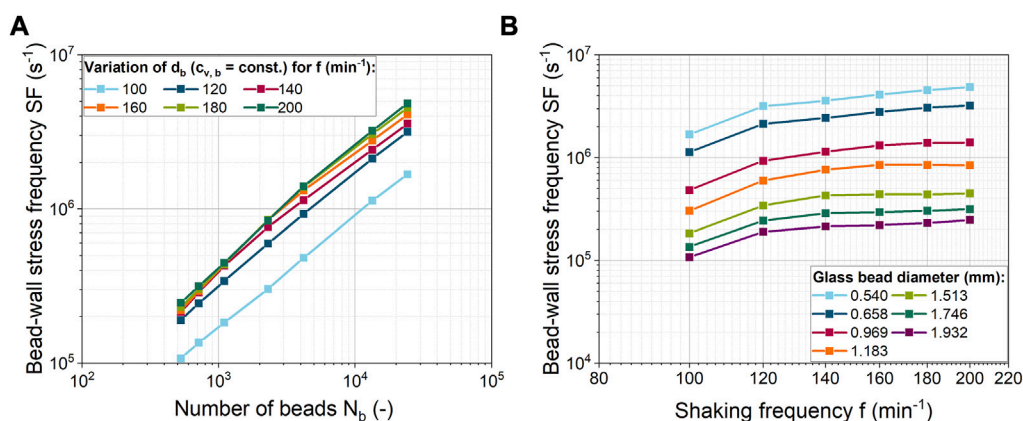 A
Bead-wall stress frequency SF (s-1)
10^7
10^6
10^5
Variation of d_b (c_v, b = const.) for f (min-1):
100 120 140
160 180 200
10^2 10^3 10^4 10^5
Number of beads N_b (-)
B
Bead-wall stress frequency SF (s-1)
10^7
10^6
10^5
10^4
Glass bead diameter (mm):
0.540 1.513
0.658 1.746
0.969 1.932
1.183
80 100 120 140 160 180 200 220
Shaking frequency f (min-1)